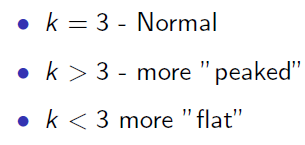 • k = 3 - Normal
• k > 3 - more "peaked"
• k < 3 more "flat"